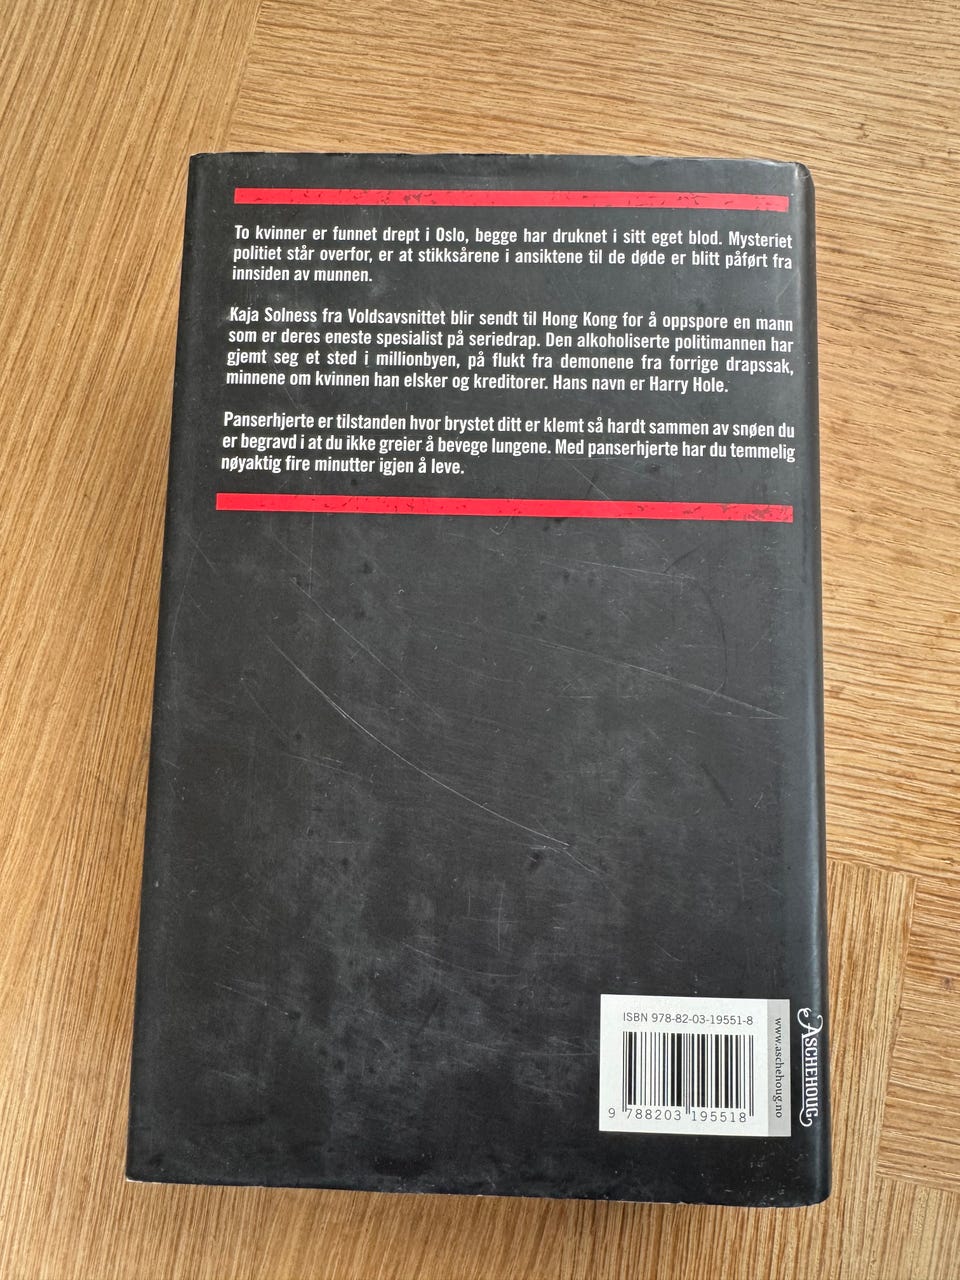 To kvinner er funnet drept i Oslo, begge har druknet i sitt eget blod. Mysteriet
politiet står overfor, er at stikksårene i ansiktene til de døde er blitt påført fra
innsiden av munnen.
Kaja Solness fra Voldsavsnittet blir sendt til Hong Kong for å oppspore en mann
som er deres eneste spesialist på seriedrap. Den alkoholiserte politimannen har
gjemt seg et sted i millionbyen, på flukt fra demonene fra forrige drapssak,
minnene om kvinnen han elsker og kreditorer. Hans navn er Harry Hole.
Panserhjerte er tilstanden hvor brystet ditt er klemt så hardt sammen av snøen du
er begravd i at du ikke greier å bevege lungene. Med panserhjerte har du temmelig
nøyaktig fire minutter igjen å leve.
ISBN 978-82-03-19551-8
9 788203 195518
www.aschehoug.no
ASCHEHOUG